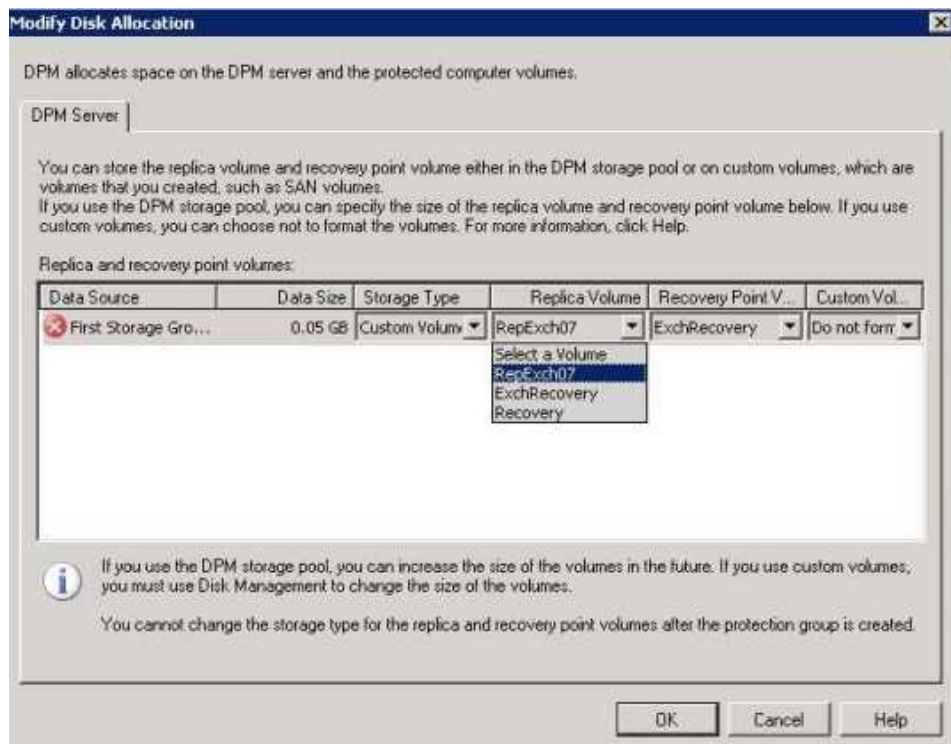 Modify Disk Allocation
DPM allocates space on the DPM server and the protected computer volumes.
DPM Server
You can store the replica volume and recovery point volume either in the DPM storage pool or on custom volumes, which are
volumes that you created, such as SAN volumes.
If you use the DPM storage pool, you can specify the size of the replica volume and recovery point volume below. If you use
custom volumes, you can choose not to format the volumes. For more information, click Help.
Replica and recovery point volumes:
Data Source Data Size Storage Type Replica Volume Recovery Point V... Custom Vol...
First Storage Gro... 0.05 GB Custom Volum RepExch07 ExchRecovery Do not form
Select a Volume
RepExch07
ExchRecovery
Recovery
If you use the DPM storage pool, you can increase the size of the volumes in the future. If you use custom volumes,
you must use Disk Management to change the size of the volumes.
You cannot change the storage type for the replica and recovery point volumes after the protection group is created.
OK Cancel Help